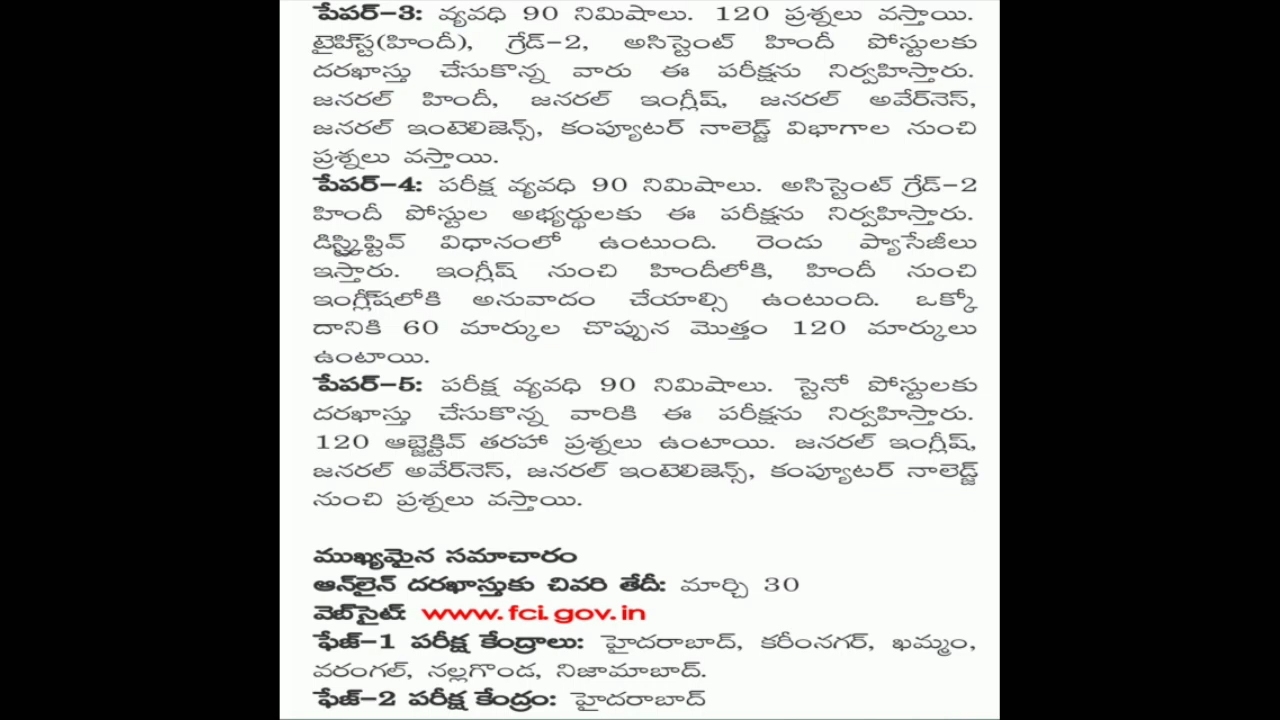 పేపర్-3: వ్యవధి 90 నిమిషాలు. 120 ప్రశ్నలు వస్తాయి.
టైపిస్ట్(హిందీ), గ్రేడ్-2, అసిస్టెంట్ హిందీ పోస్టులకు
దరఖాస్తు చేసుకొన్న వారు ఈ పరీక్షను నిర్వహిస్తారు.
జనరల్ హిందీ, జనరల్ ఇంగ్లీష్, జనరల్ అవేర్‌నెస్,
జనరల్ ఇంటెలిజెన్స్, కంప్యూటర్ నాలెడ్జ్ విభాగాల నుంచి
ప్రశ్నలు వస్తాయి.
పేపర్-4: పరీక్ష వ్యవధి 90 నిమిషాలు. అసిస్టెంట్ గ్రేడ్-2
హిందీ పోస్టుల అభ్యర్థులకు ఈ పరీక్షను నిర్వహిస్తారు.
డిస్క్రిప్టివ్ విధానంలో ఉంటుంది. రెండు ప్యాసేజీలు
ఇస్తారు. ఇంగ్లీష్ నుంచి హిందీలోకి, హిందీ నుంచి
ఇంగ్లీష్‌లోకి అనువాదం చేయాల్సి ఉంటుంది. ఒక్కో
దానికి 60 మార్కుల చొప్పున మొత్తం 120 మార్కులు
ఉంటాయి.
పేపర్-5: పరీక్ష వ్యవధి 90 నిమిషాలు. స్టెనో పోస్టులకు
దరఖాస్తు చేసుకొన్న వారికి ఈ పరీక్షను నిర్వహిస్తారు.
120 ఆబ్జెక్టివ్ తరహా ప్రశ్నలు ఉంటాయి. జనరల్ ఇంగ్లీష్,
జనరల్ అవేర్‌నెస్, జనరల్ ఇంటెలిజెన్స్, కంప్యూటర్ నాలెడ్జ్
నుంచి ప్రశ్నలు వస్తాయి.
ముఖ్యమైన సమాచారం
ఆన్‌లైన్ దరఖాస్తుకు చివరి తేదీ: మార్చి 30
వెబ్‌సైట్: www.fci.gov.in
ఫేజ్-1 పరీక్ష కేంద్రాలు: హైదరాబాద్, కరీంనగర్, ఖమ్మం,
వరంగల్, నల్లగొండ, నిజామాబాద్.
ఫేజ్-2 పరీక్ష కేంద్రం: హైదరాబాద్